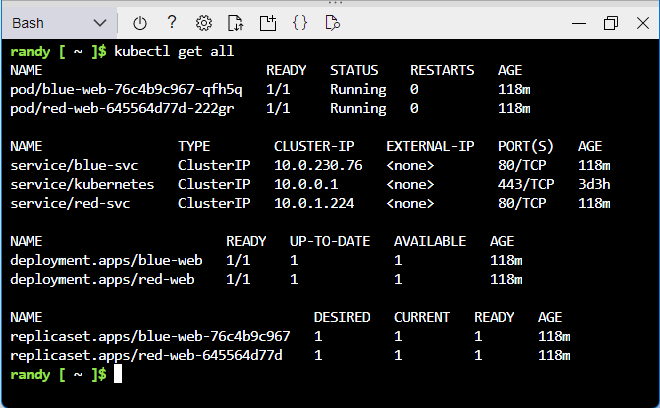 Bash
randy [ ~ ]$ kubectl get all
NAME READY STATUS RESTARTS AGE
pod/blue-web-76c4b9c967-qfh5q 1/1 Running 0 118m
pod/red-web-645564d77d-222gr 1/1 Running 0 118m
NAME TYPE CLUSTER-IP EXTERNAL-IP PORT(S) AGE
service/blue-svc ClusterIP 10.0.230.76 <none> 80/TCP 118m
service/kubernetes ClusterIP 10.0.0.1 <none> 443/TCP 3d3h
service/red-svc ClusterIP 10.0.1.224 <none> 80/TCP 118m
NAME READY UP-TO-DATE AVAILABLE AGE
deployment.apps/blue-web 1/1 1 1 118m
deployment.apps/red-web 1/1 1 1 118m
NAME DESIRED CURRENT READY AGE
replicaset.apps/blue-web-76c4b9c967 1 1 1 118m
replicaset.apps/red-web-645564d77d 1 1 1 118m
randy [ ~ ]$